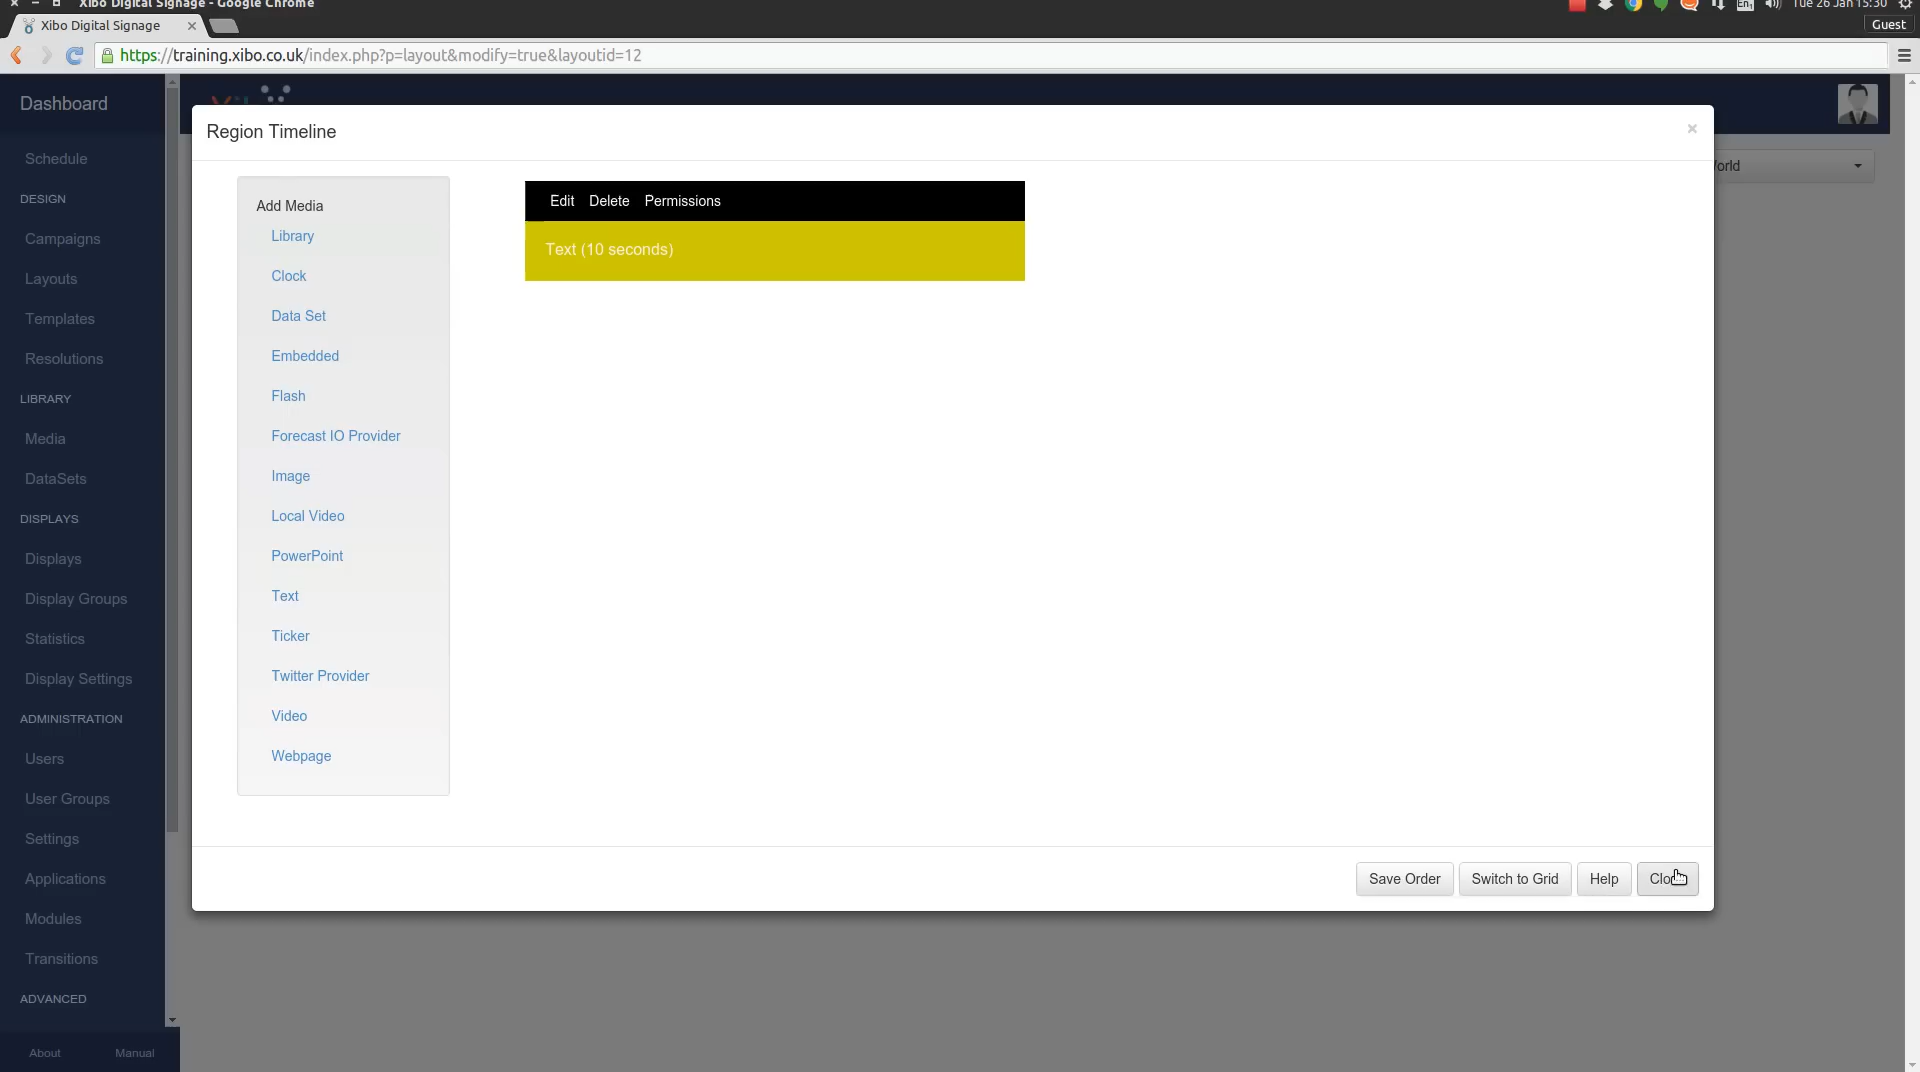 Xibo Digital Signage - Google Chrome
En1
Tue 26 Jan 15:30
Xibo Digital Signage
Guest
https://training.xibo.co.uk/index.php?p=layout&modify=true&layoutid=12
Dashboard
Schedule
DESIGN
Campaigns
Layouts
Templates
Resolutions
LIBRARY
Media
DataSets
DISPLAYS
Displays
Display Groups
Statistics
Display Settings
ADMINISTRATION
Users
User Groups
Settings
Applications
Modules
Transitions
ADVANCED
About
Manual
Region Timeline
×
Add Media
Library
Clock
Data Set
Embedded
Flash
Forecast IO Provider
Image
Local Video
PowerPoint
Text
Ticker
Twitter Provider
Video
Webpage
Edit Delete Permissions
Text (10 seconds)
Save Order
Switch to Grid
Help